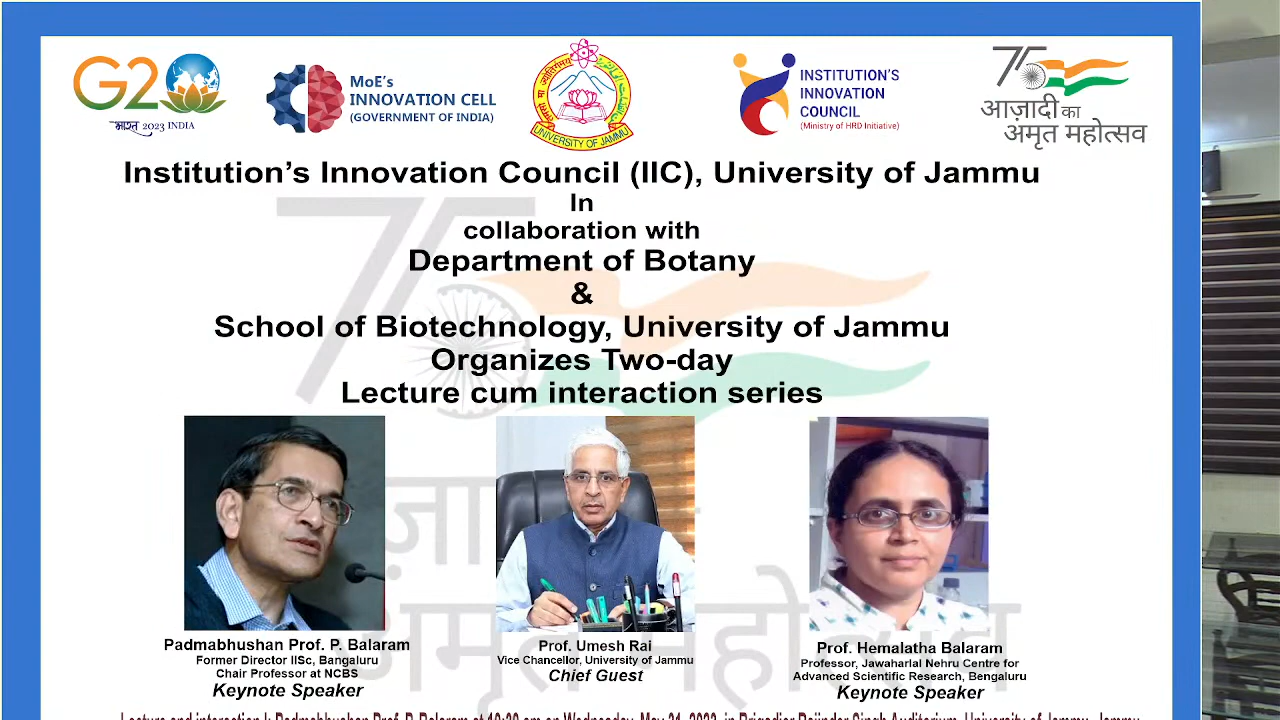 G20
भारत 2023 INDIA
MoE's
INNOVATION CELL
(GOVERNMENT OF INDIA)
UNIVERSITY OF JAMMU
INSTITUTION'S
INNOVATION
COUNCIL
(Ministry of HRD Initiative)
75
आज़ादी का
अमृत महोत्सव
Institution's Innovation Council (IIC), University of Jammu
In
collaboration with
Department of Botany
&
School of Biotechnology, University of Jammu
Organizes Two-day
Lecture cum interaction series
Padmabhushan Prof. P. Balaram
Former Director IISc, Bangaluru
Chair Professor at NCBS
Keynote Speaker
Prof. Umesh Rai
Vice Chancellor, University of Jammu
Chief Guest
Prof. Hemalatha Balaram
Professor, Jawaharlal Nehru Centre for
Advanced Scientific Research, Bengaluru
Keynote Speaker